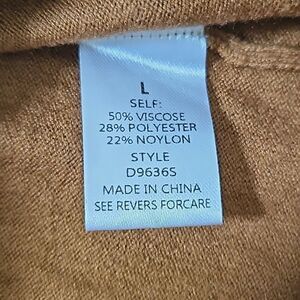 L
SELF:
50% VISCOSE
28% POLYESTER
22% NOYLON
STYLE
D9636S
MADE IN CHINA
SEE REVERS FORCARE